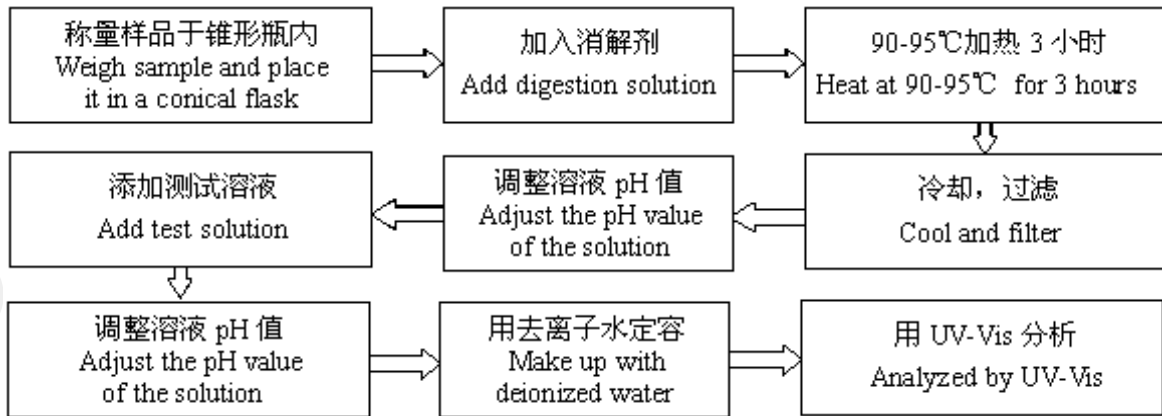 称量样品于锥形瓶内
Weigh sample and place
it in a conical flask
加入消解剂
Add digestion solution
90-95℃加热 3 小时
Heat at 90-95℃ for 3 hours
冷却，过滤
Cool and filter
调整溶液 pH 值
Adjust the pH value
of the solution
添加测试溶液
Add test solution
调整溶液 pH 值
Adjust the pH value
of the solution
用去离子水定容
Make up with
deionized water
用 UV-Vis 分析
Analyzed by UV-Vis